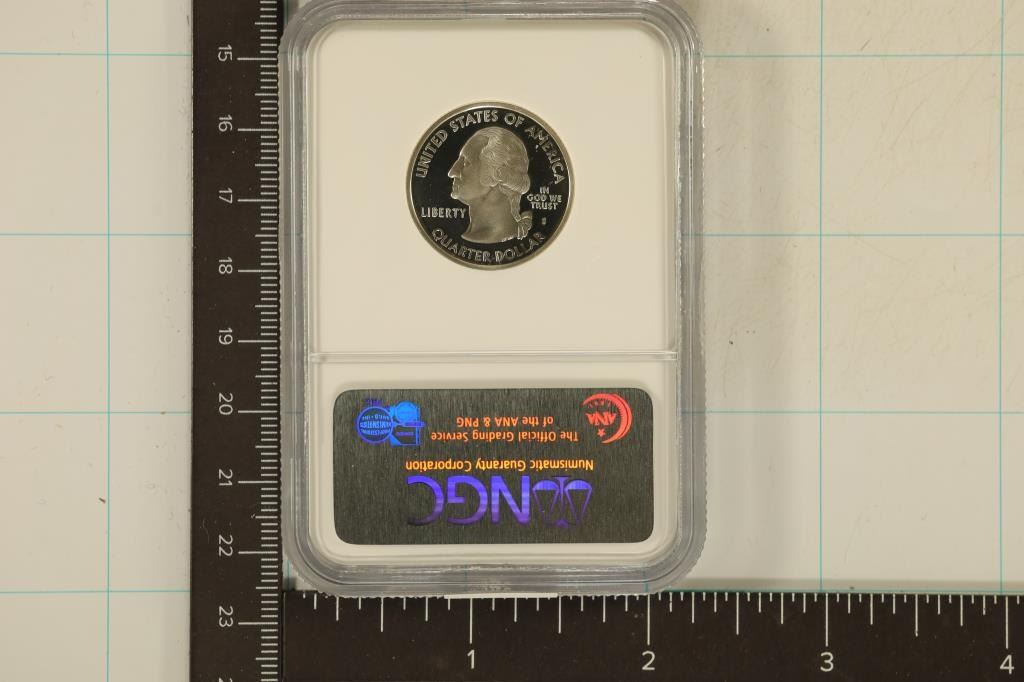 UNITED STATES OF AMERICA
LIBERTY
IN
GOD WE
TRUST
S
QUARTER DOLLAR
NGC
Numismatic Guaranty Corporation
The Official Grading Service
of the ANA & PNG
ANA
15
16
17
18
19
20
21
22
23
1
2
3
4